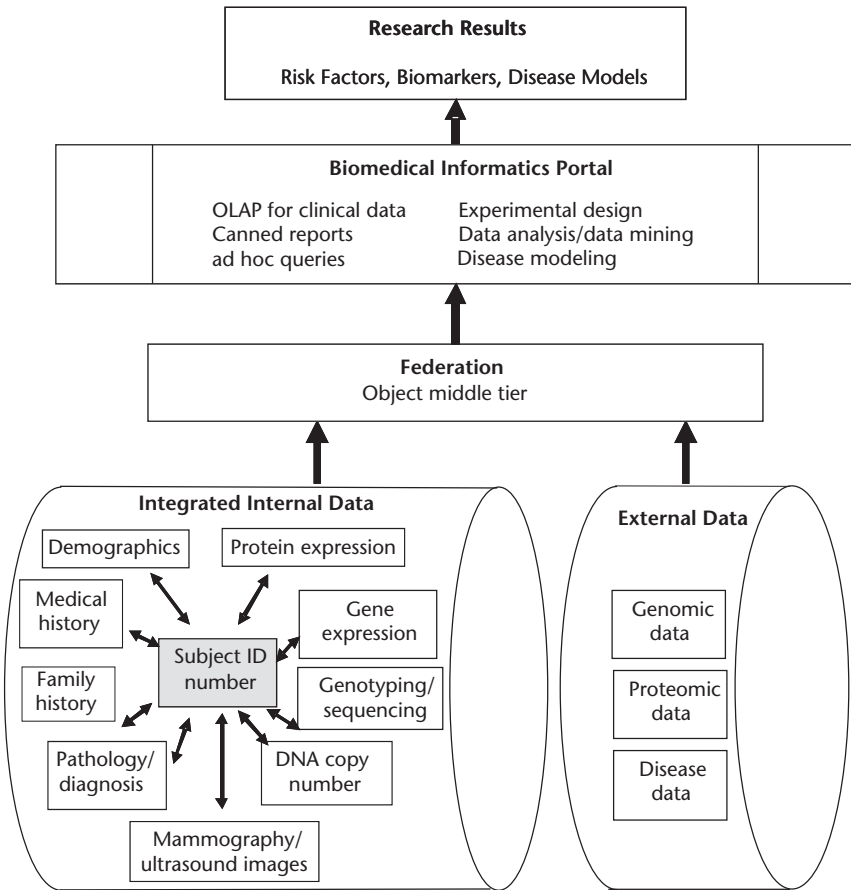 Research Results
Risk Factors, Biomarkers, Disease Models
Biomedical Informatics Portal
OLAP for clinical data
Canned reports
ad hoc queries
Experimental design
Data analysis/data mining
Disease modeling
Federation
Object middle tier
Integrated Internal Data
Demographics
Protein expression
Medical
history
Gene
expression
Subject ID
number
Family
history
Genotyping/
sequencing
Pathology/
diagnosis
DNA copy
number
Mammography/
ultrasound images
External Data
Genomic
data
Proteomic
data
Disease
data